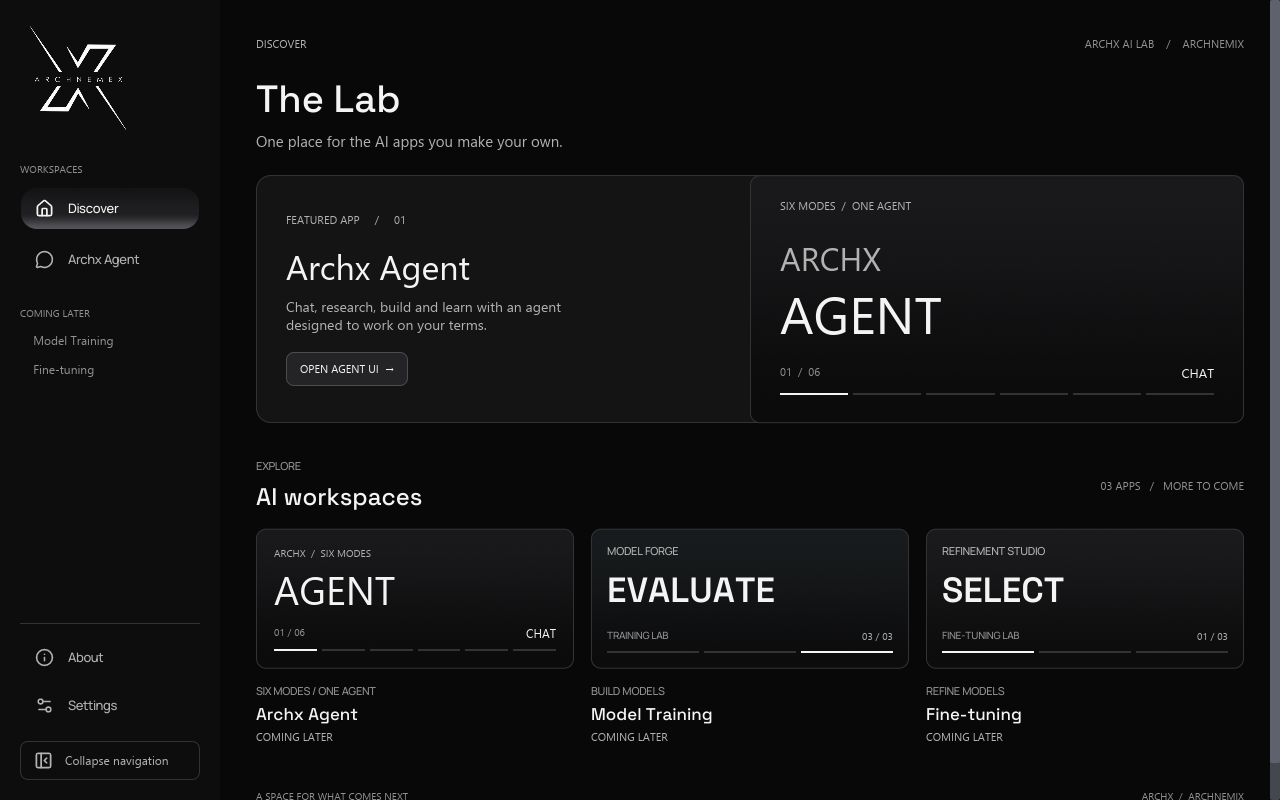 ARCHNEMEX
WORKSPACES
Discover
Archx Agent
COMING LATER
Model Training
Fine-tuning
About
Settings
Collapse navigation
DISCOVER
ARCHX AI LAB / ARCHNEMIX
The Lab
One place for the AI apps you make your own.
FEATURED APP / 01
Archx Agent
Chat, research, build and learn with an agent
designed to work on your terms.
OPEN AGENT UI →
SIX MODES / ONE AGENT
ARCHX
AGENT
01 / 06
CHAT
EXPLORE
AI workspaces
03 APPS / MORE TO COME
ARCHX / SIX MODES
AGENT
01 / 06
CHAT
SIX MODES / ONE AGENT
Archx Agent
COMING LATER
MODEL FORGE
EVALUATE
TRAINING LAB
03 / 03
BUILD MODELS
Model Training
COMING LATER
REFINEMENT STUDIO
SELECT
FINE-TUNING LAB
01 / 03
REFINE MODELS
Fine-tuning
COMING LATER
A SPACE FOR WHAT COMES NEXT
ARCHX / ARCHNEMIX